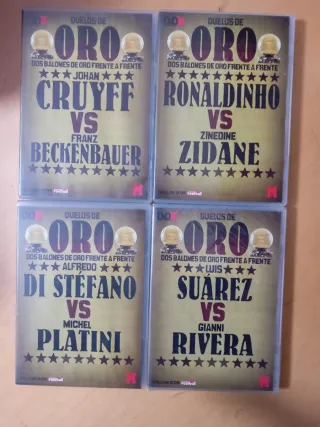 DUELOS DE
ORO
DOS BALONES DE ORO FRENTE A FRENTE
JOHAN
CRUYFF
VS
FRANZ
BECKENBAUER
DUELOS DE
ORO
DOS BALONES DE ORO FRENTE A FRENTE
RONALDINHO
VS
ZINEDINE
ZIDANE
DUELOS DE
ORO
DOS BALONES DE ORO FRENTE A FRENTE
ALFREDO
DI STÉFANO
VS
MICHEL
PLATINI
DUELOS DE
ORO
DOS BALONES DE ORO FRENTE A FRENTE
LUIS
SUÁREZ
VS
GIANNI
RIVERA